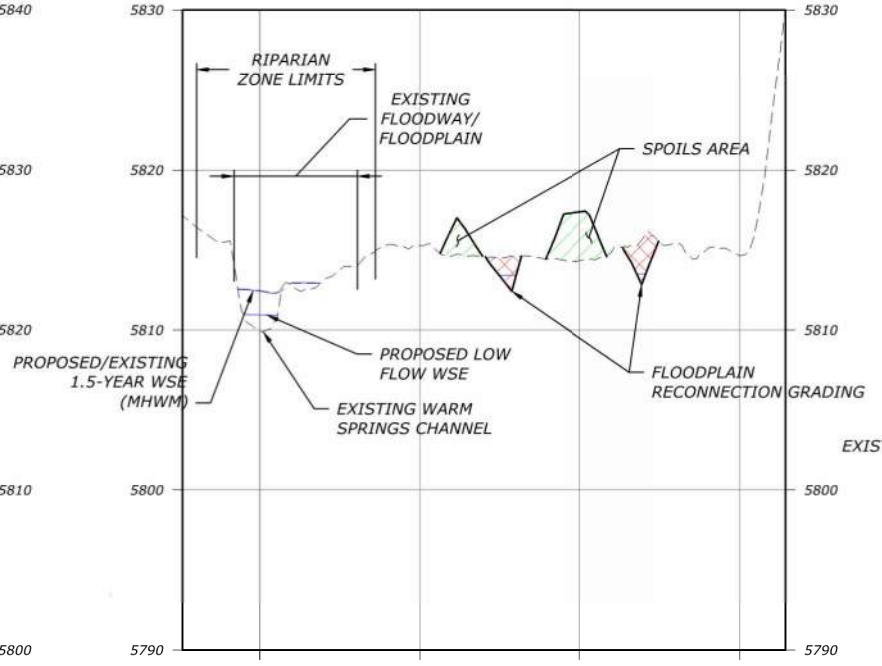 5840
5830
5830
RIPARIAN
ZONE LIMITS
EXISTING
FLOODWAY/
FLOODPLAIN
SPOILS AREA
5830
5820
5820
5820
5810
5810
PROPOSED/EXISTING
1.5-YEAR WSE
(MHWM)
PROPOSED LOW
FLOW WSE
EXISTING WARM
SPRINGS CHANNEL
FLOODPLAIN
RECONNECTION GRADING
EXIS
5810
5800
5800
5800
5790
5790